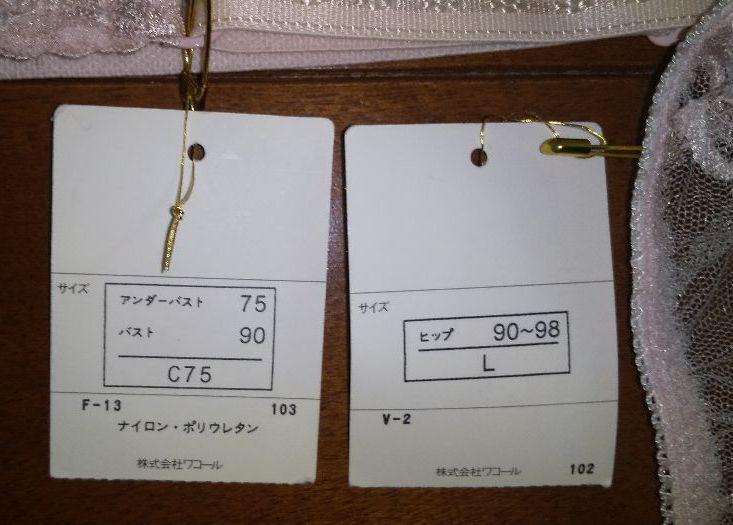 サイズ
アンダーバスト 75
バスト 90
C75
F-13 103
ナイロン・ポリウレタン
株式会社ワコール
サイズ
ヒップ 90~98
L
V-2
株式会社ワコール 102